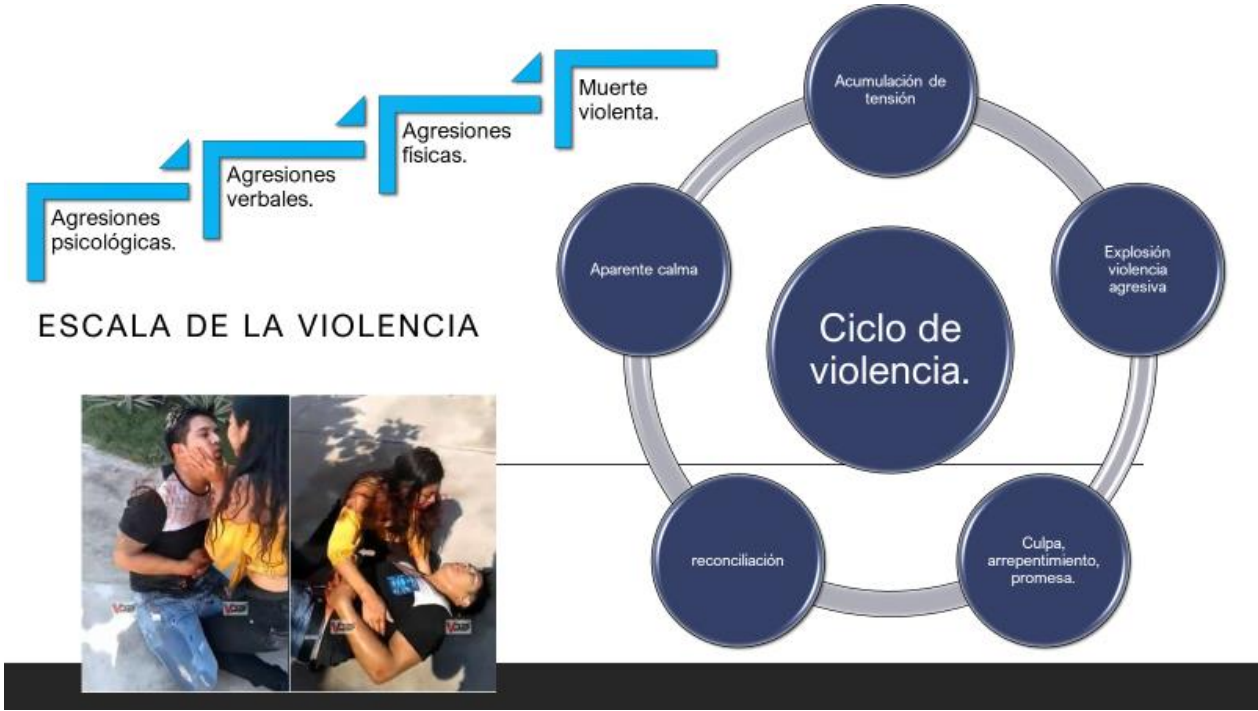 Agresiones
psicológicas.
Agresiones
verbales.
Agresiones
físicas.
Muerte
violenta.
ESCALA DE LA VIOLENCIA
Acumulación de
tensión
Explosión
violencia
agresiva
Culpa,
arrepentimiento,
promesa.
reconciliación
Aparente calma
Ciclo de
violencia.